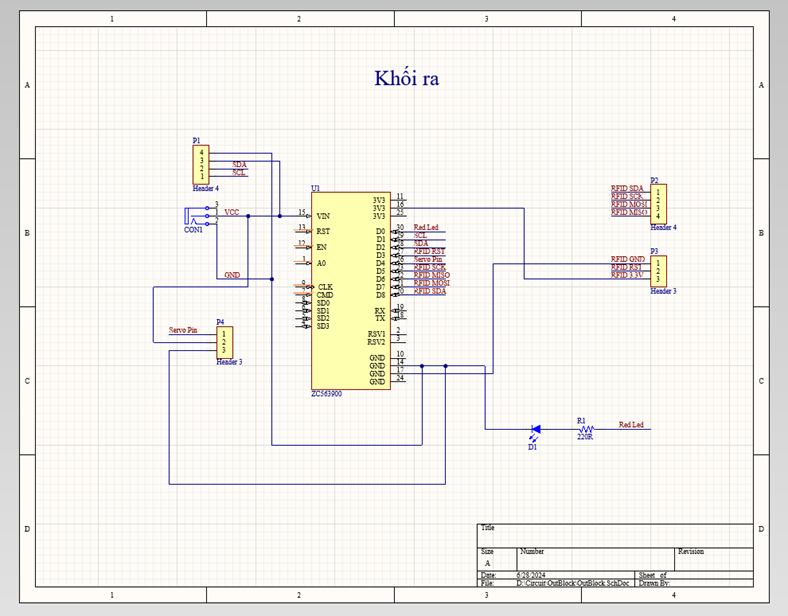 1 2 3 4
Khối ra
A A
P1
4
3
2 SDA
1 SCL
Header 4
3
1 VCC
2
CON1
GND
U1
15 VIN
13 RST
12 EN
1 A0
CLK
CMD
SD0
SD1
SD2
SD3
3V3 11
3V3 16
3V3 25
D0 30 Red Led
D1 SCL
D2 SDA
D3 RFID RST
D4 Servo Pin
D5 RFID SCK
D6 RFID MISO
D7 RFID MOSI
D8 RFID SDA
RX
TX
RSV1 2
RSV2 3
GND 10
GND 14
GND 17
GND 24
ZC563900
P2
RFID SDA 1
RFID SCK 2
RFID MOSI 3
RFID MISO 4
Header 4
B B
P3
RFID GND 1
RFID RST 2
RFID 3.3V 3
Header 3
P4
Servo Pin 1
2
3
Header 3
C C
D1
R1
220R
Red Led
D D
Title
Size Number Revision
A
Date: 6/28/2024 Sheet of
File: D:\Circuit\OutBlock\OutBlock.SchDoc Drawn By:
1 2 3 4